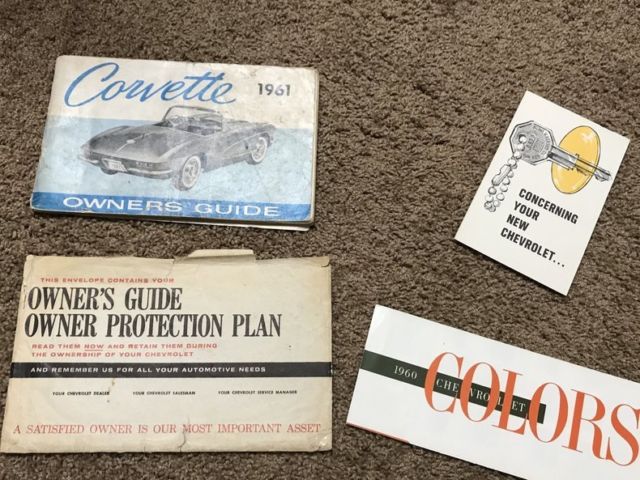 Corvette 1961
OWNERS GUIDE
CONCERNING
YOUR
NEW
CHEVROLET...
THIS ENVELOPE CONTAINS YOUR
OWNER'S GUIDE
OWNER PROTECTION PLAN
READ THEM NOW AND RETAIN THEM DURING
THE OWNERSHIP OF YOUR CHEVROLET
AND REMEMBER US FOR ALL YOUR AUTOMOTIVE NEEDS
YOUR CHEVROLET DEALER YOUR CHEVROLET SALESMAN YOUR CHEVROLET SERVICE MANAGER
A SATISFIED OWNER IS OUR MOST IMPORTANT ASSET
1960 CHEVROLET
COLORS